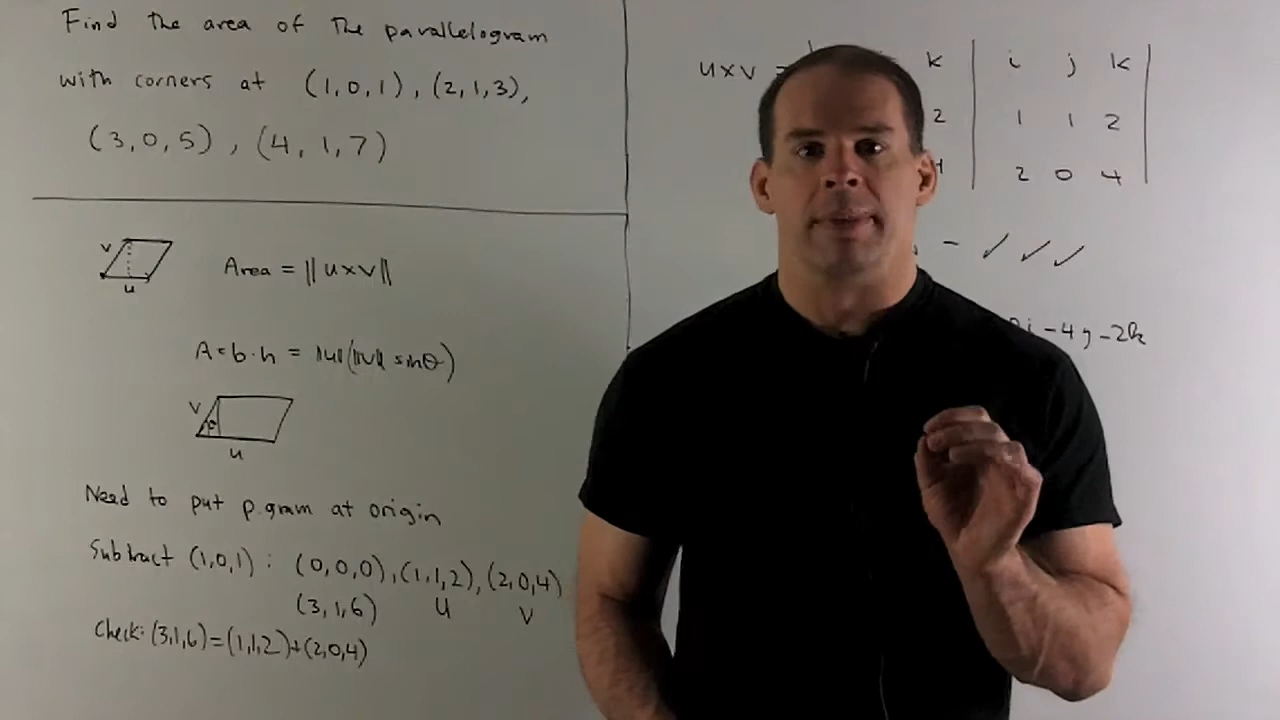 Find the area of the parallelogram
with corners at (1,0,1), (2,1,3),
(3,0,5), (4,1,7)
v
u
Area = ||u×v||
A = b·h = ||u||(||v|| sinθ)
v
θ
u
Need to put p.gram at origin
Subtract (1,0,1): (0,0,0), (1,1,2), (2,0,4)
(3,1,6) u v
Check: (3,1,6)=(1,1,2)+(2,0,4)
u×v = | k | i j k |
2 | 1 1 2 |
4 | 2 0 4 |
- ✓ ✓ ✓
i -4j -2k